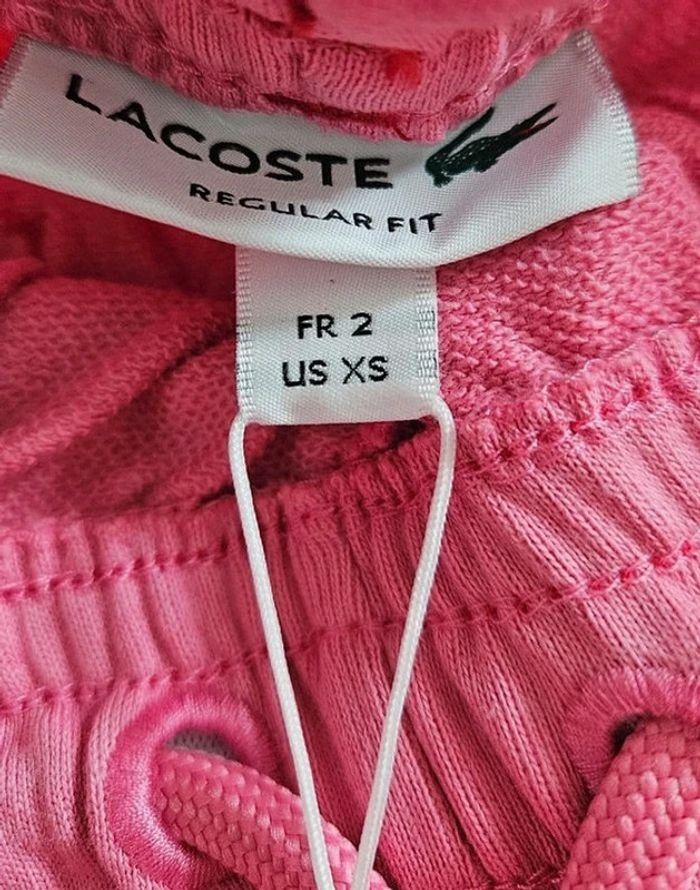 LACOSTE
REGULAR FIT
FR 2
US XS